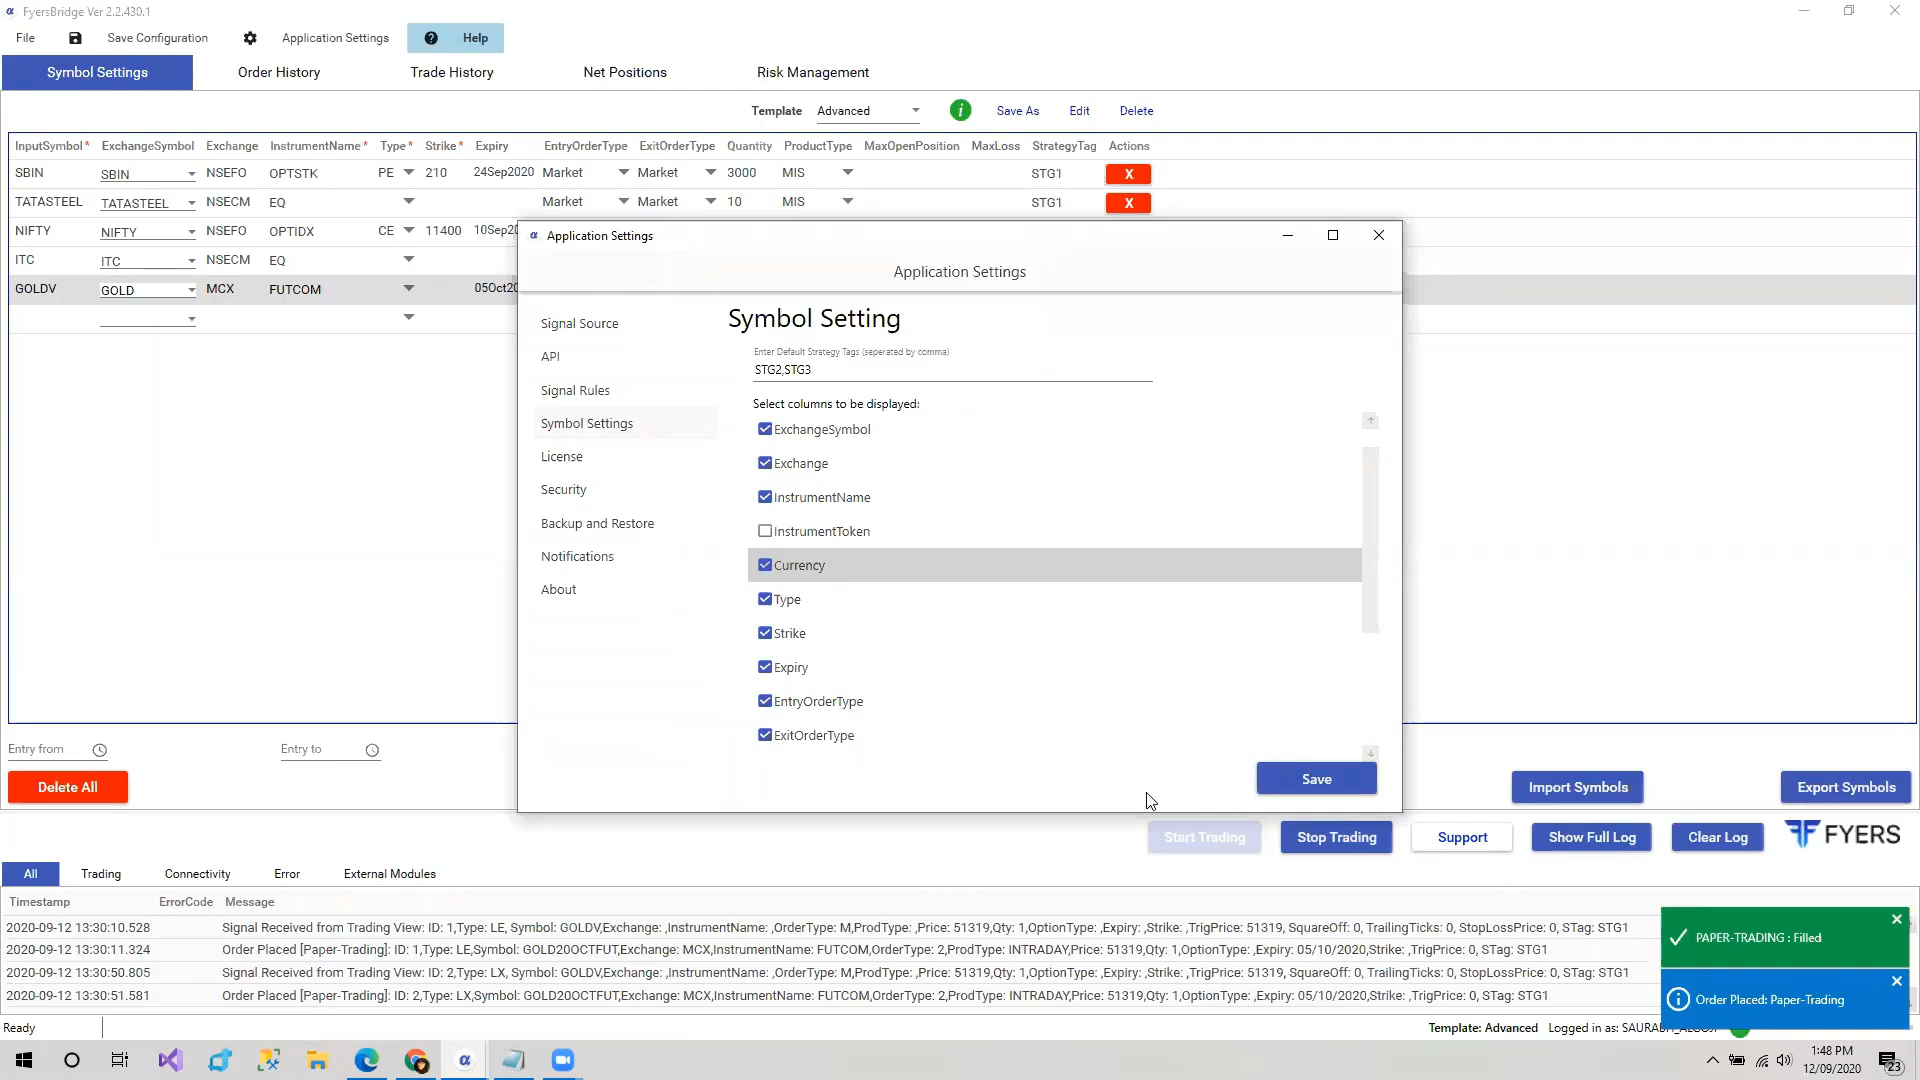 FyersBridge Ver 2.2.430.1
File Save Configuration Application Settings Help
Symbol Settings Order History Trade History Net Positions Risk Management
Template Advanced Save As Edit Delete
InputSymbol* ExchangeSymbol Exchange InstrumentName* Type* Strike* Expiry EntryOrderType ExitOrderType Quantity ProductType MaxOpenPosition MaxLoss StrategyTag Actions
SBIN SBIN NSEFO OPTSTK PE 210 24Sep2020 Market Market 3000 MIS STG1 X
TATASTEEL TATASTEEL NSECM EQ Market Market 10 MIS STG1 X
NIFTY NIFTY NSEFO OPTIDX CE 11400 10Sep20
ITC ITC NSECM EQ
GOLDV GOLD MCX FUTCOM 05Oct20
Application Settings
Application Settings
Signal Source
API
Signal Rules
Symbol Settings
License
Security
Backup and Restore
Notifications
About
Symbol Setting
Enter Default Strategy Tags (seperated by comma)
STG2,STG3
Select columns to be displayed:
ExchangeSymbol
Exchange
InstrumentName
InstrumentToken
Currency
Type
Strike
Expiry
EntryOrderType
ExitOrderType
Save
Entry from Entry to
Delete All Import Symbols Export Symbols
Start Trading Stop Trading Support Show Full Log Clear Log FYERS
All Trading Connectivity Error External Modules
Timestamp ErrorCode Message
2020-09-12 13:30:10.528 Signal Received from Trading View: ID: 1,Type: LE, Symbol: GOLDV,Exchange: ,InstrumentName: ,OrderType: M,ProdType: ,Price: 51319,Qty: 1,OptionType: ,Expiry: ,Strike: ,TrigPrice: 51319, SquareOff: 0, TrailingTicks: 0, StopLossPrice: 0, STag: STG1
2020-09-12 13:30:11.324 Order Placed [Paper-Trading]: ID: 1,Type: LE,Symbol: GOLD20OCTFUT,Exchange: MCX,InstrumentName: FUTCOM,OrderType: 2,ProdType: INTRADAY,Price: 51319,Qty: 1,OptionType: ,Expiry: 05/10/2020,Strike: ,TrigPrice: 0, STag: STG1
2020-09-12 13:30:50.805 Signal Received from Trading View: ID: 2,Type: LX, Symbol: GOLDV,Exchange: ,InstrumentName: ,OrderType: M,ProdType: ,Price: 51319,Qty: 1,OptionType: ,Expiry: ,Strike: ,TrigPrice: 51319, SquareOff: 0, TrailingTicks: 0, StopLossPrice: 0, STag: STG1
2020-09-12 13:30:51.581 Order Placed [Paper-Trading]: ID: 2,Type: LX,Symbol: GOLD20OCTFUT,Exchange: MCX,InstrumentName: FUTCOM,OrderType: 2,ProdType: INTRADAY,Price: 51319,Qty: 1,OptionType: ,Expiry: 05/10/2020,Strike: ,TrigPrice: 0, STag: STG1
PAPER-TRADING : Filled
Order Placed: Paper-Trading
Ready Template: Advanced Logged in as:
1:48 PM
12/09/2020
23